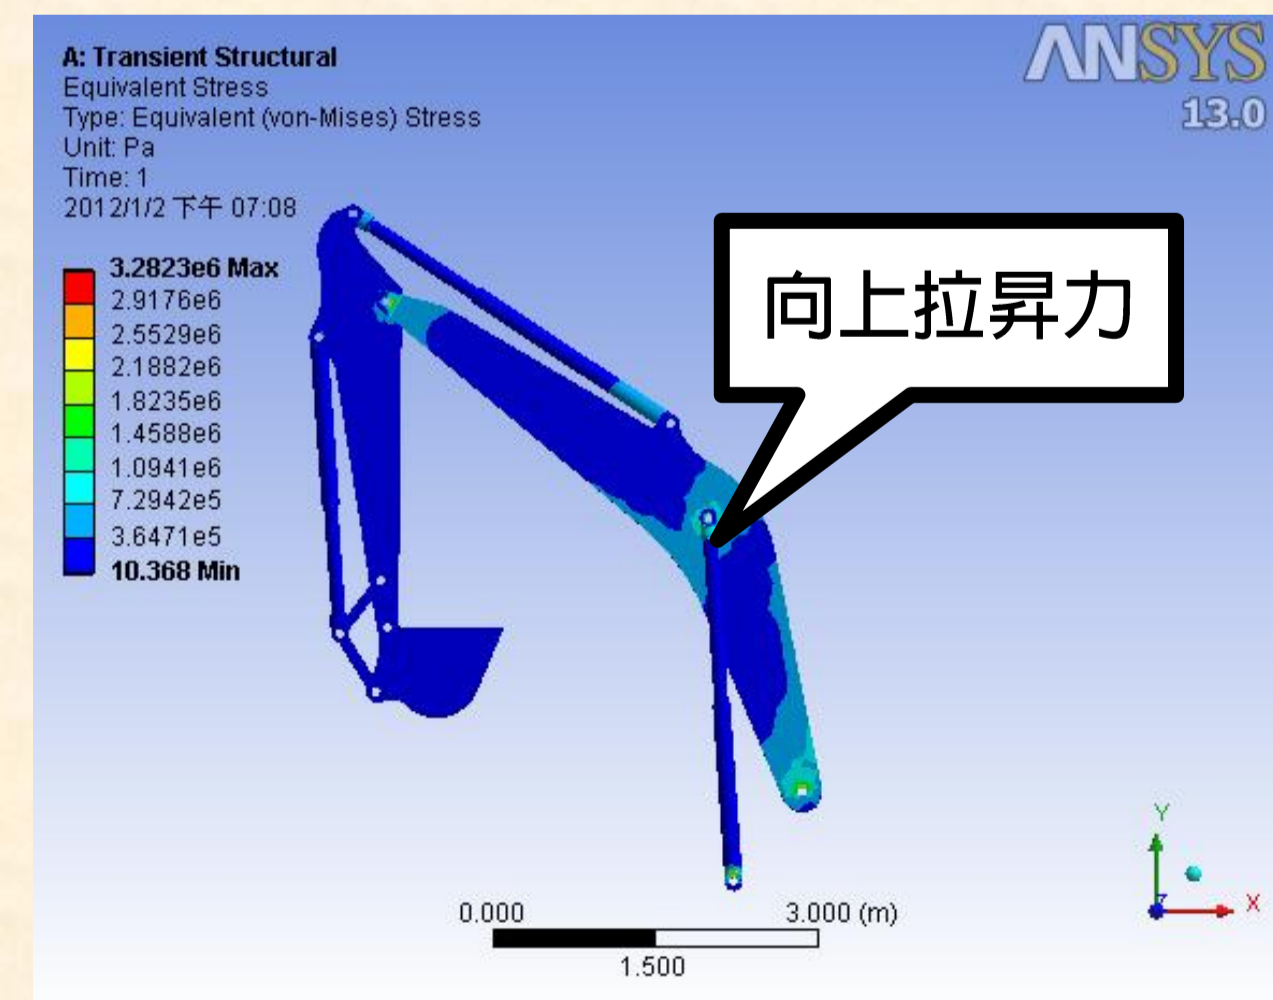 A: Transient Structural
Equivalent Stress
Type: Equivalent (von-Mises) Stress
Unit: Pa
Time: 1
2012/1/2 下午 07:08
ANSYS
13.0
3.2823e6 Max
2.9176e6
2.5529e6
2.1882e6
1.8235e6
1.4588e6
1.0941e6
7.2942e5
3.6471e5
10.368 Min
向上拉昇力
0.000
3.000 (m)
1.500
Y
Z
X